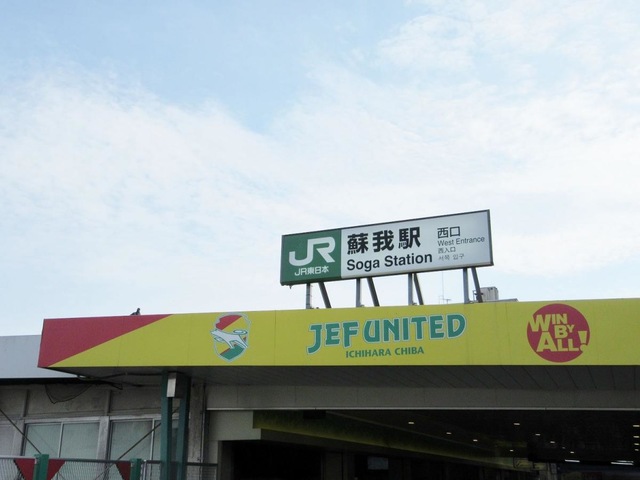 JR
JR東日本
蘇我駅
Soga Station
西口
West Entrance
西入口
서쪽 입구
JEF UNITED
ICHIHARA CHIBA
WIN
BY
ALL!